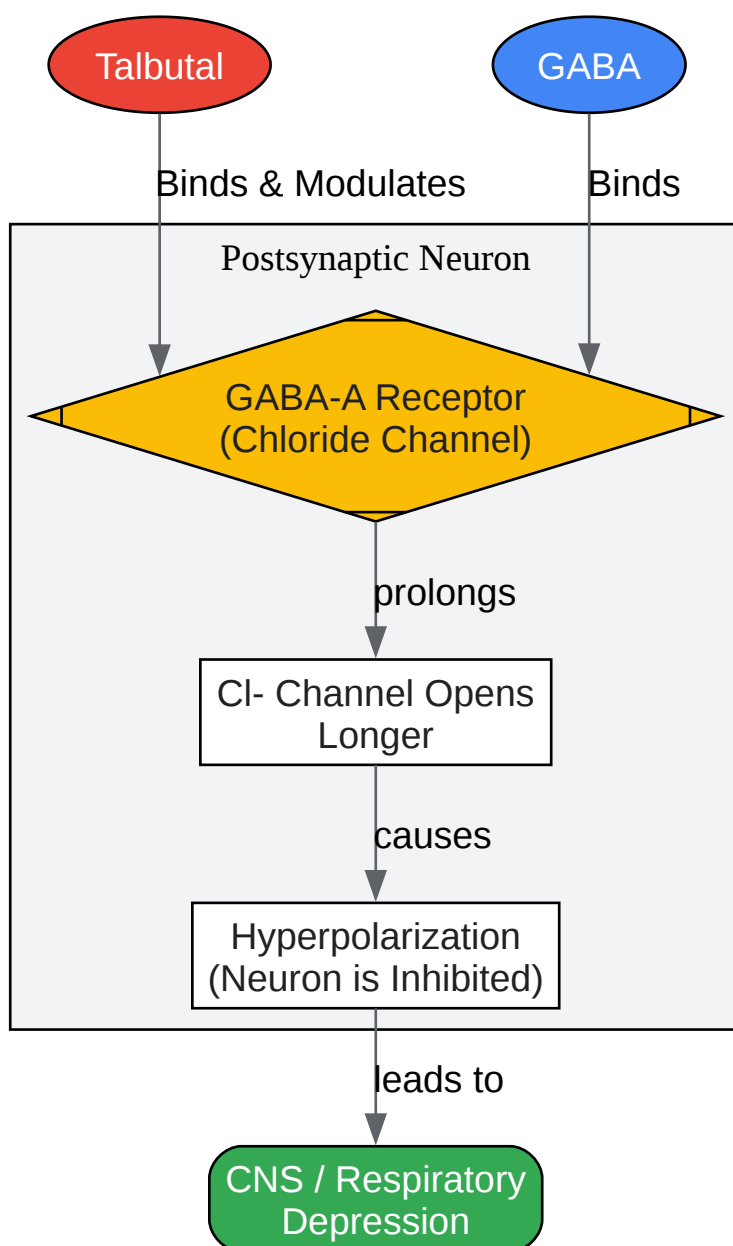 Talbutal
GABA
Binds & Modulates
Binds
Postsynaptic Neuron
GABA-A Receptor
(Chloride Channel)
prolongs
Cl- Channel Opens
Longer
causes
Hyperpolarization
(Neuron is Inhibited)
leads to
CNS / Respiratory
Depression